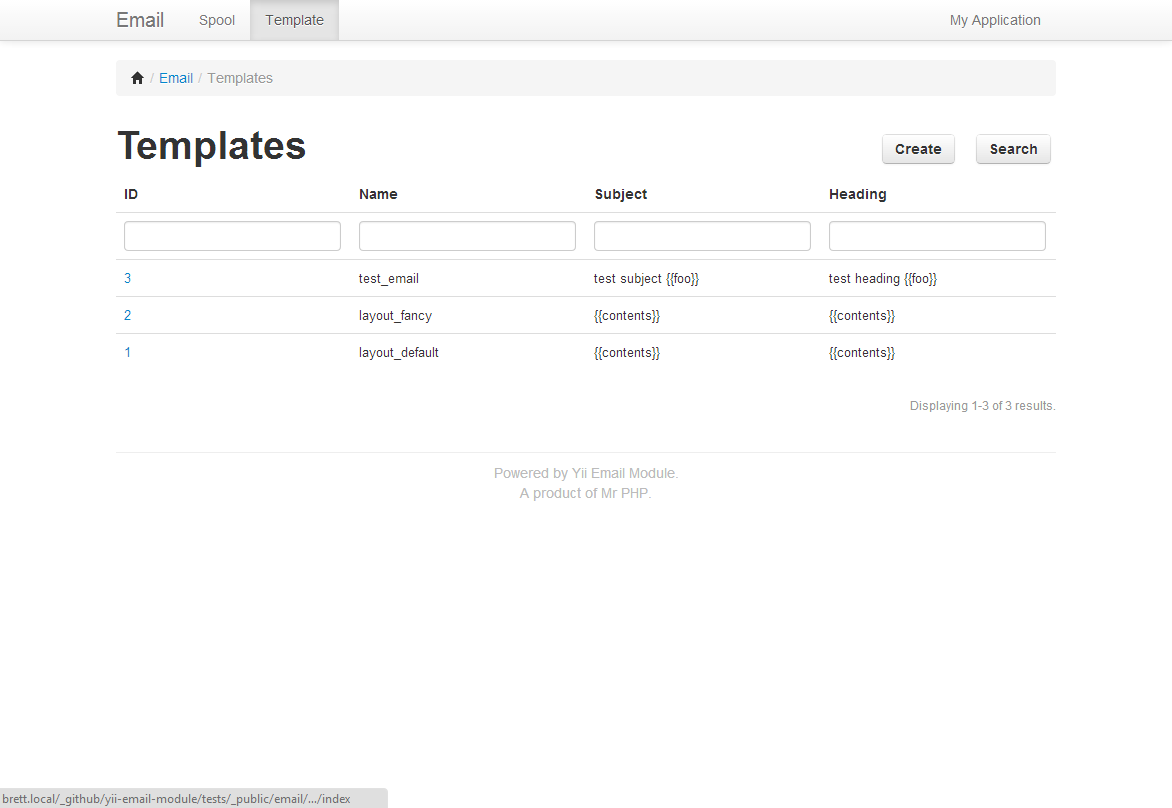 Email Spool Template My Application
/ Email / Templates
Templates Create Search
ID Name Subject Heading
3 test_email test subject {{foo}} test heading {{foo}}
2 layout_fancy {{contents}} {{contents}}
1 layout_default {{contents}} {{contents}}
Displaying 1-3 of 3 results.
Powered by Yii Email Module.
A product of Mr PHP.
brett.local/_github/yii-email-module/tests/_public/email/.../index